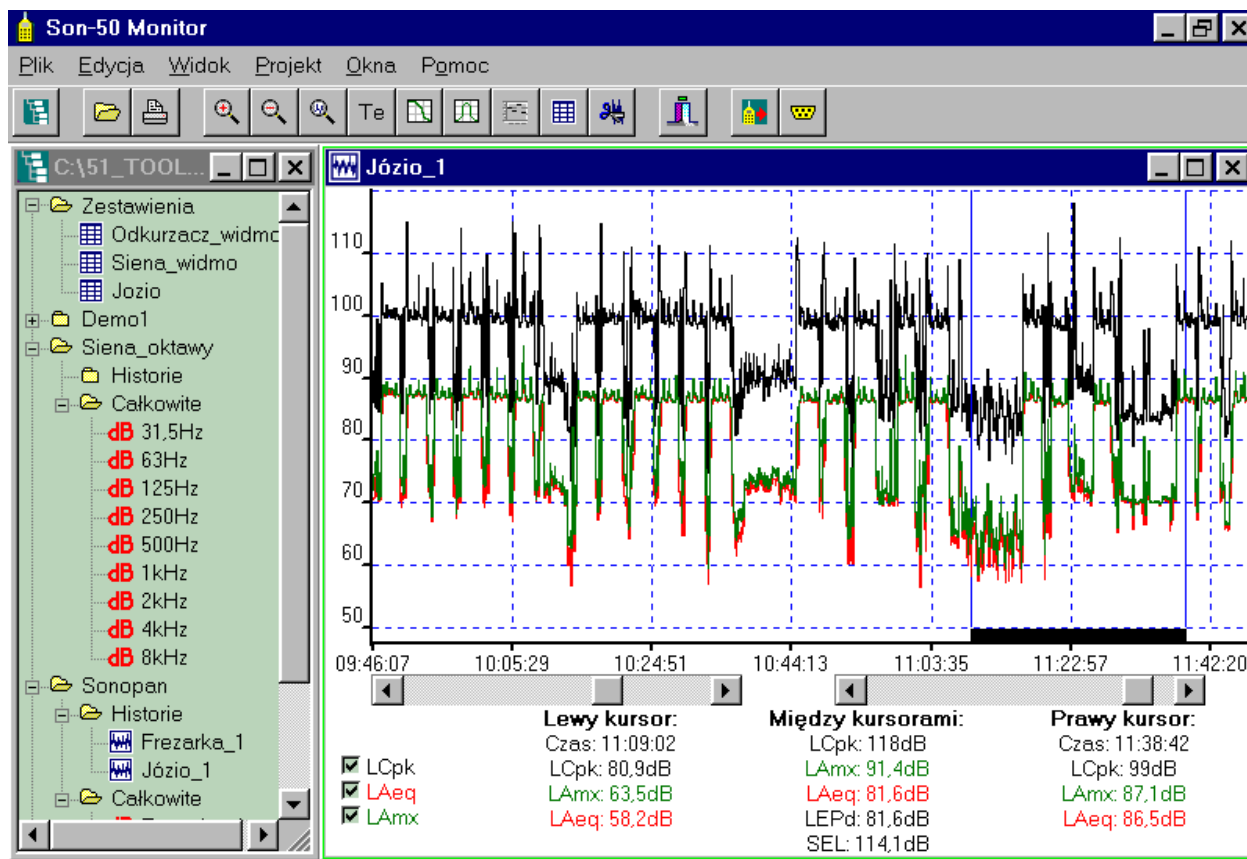 Son-50 Monitor
Plik Edycja Widok Projekt Okna Pomoc
Te
C:\51_TOOL...
Zestawienia
Odkurzacz_widmo
Siena_widmo
Jozio
Demo1
Siena_oktawy
Historie
Całkowite
dB 31,5Hz
dB 63Hz
dB 125Hz
dB 250Hz
dB 500Hz
dB 1kHz
dB 2kHz
dB 4kHz
dB 8kHz
Sonopan
Historie
Frezarka_1
Józio_1
Całkowite
Józio_1
110
100
90
80
70
60
50
09:46:07 10:05:29 10:24:51 10:44:13 11:03:35 11:22:57 11:42:20
LCpk
LAeq
LAmx
Lewy kursor:
Czas: 11:09:02
LCpk: 80,9dB
LAmx: 63,5dB
LAeq: 58,2dB
Między kursorami:
LCpk: 118dB
LAmx: 91,4dB
LAeq: 81,6dB
LEPd: 81,6dB
SEL: 114,1dB
Prawy kursor:
Czas: 11:38:42
LCpk: 99dB
LAmx: 87,1dB
LAeq: 86,5dB